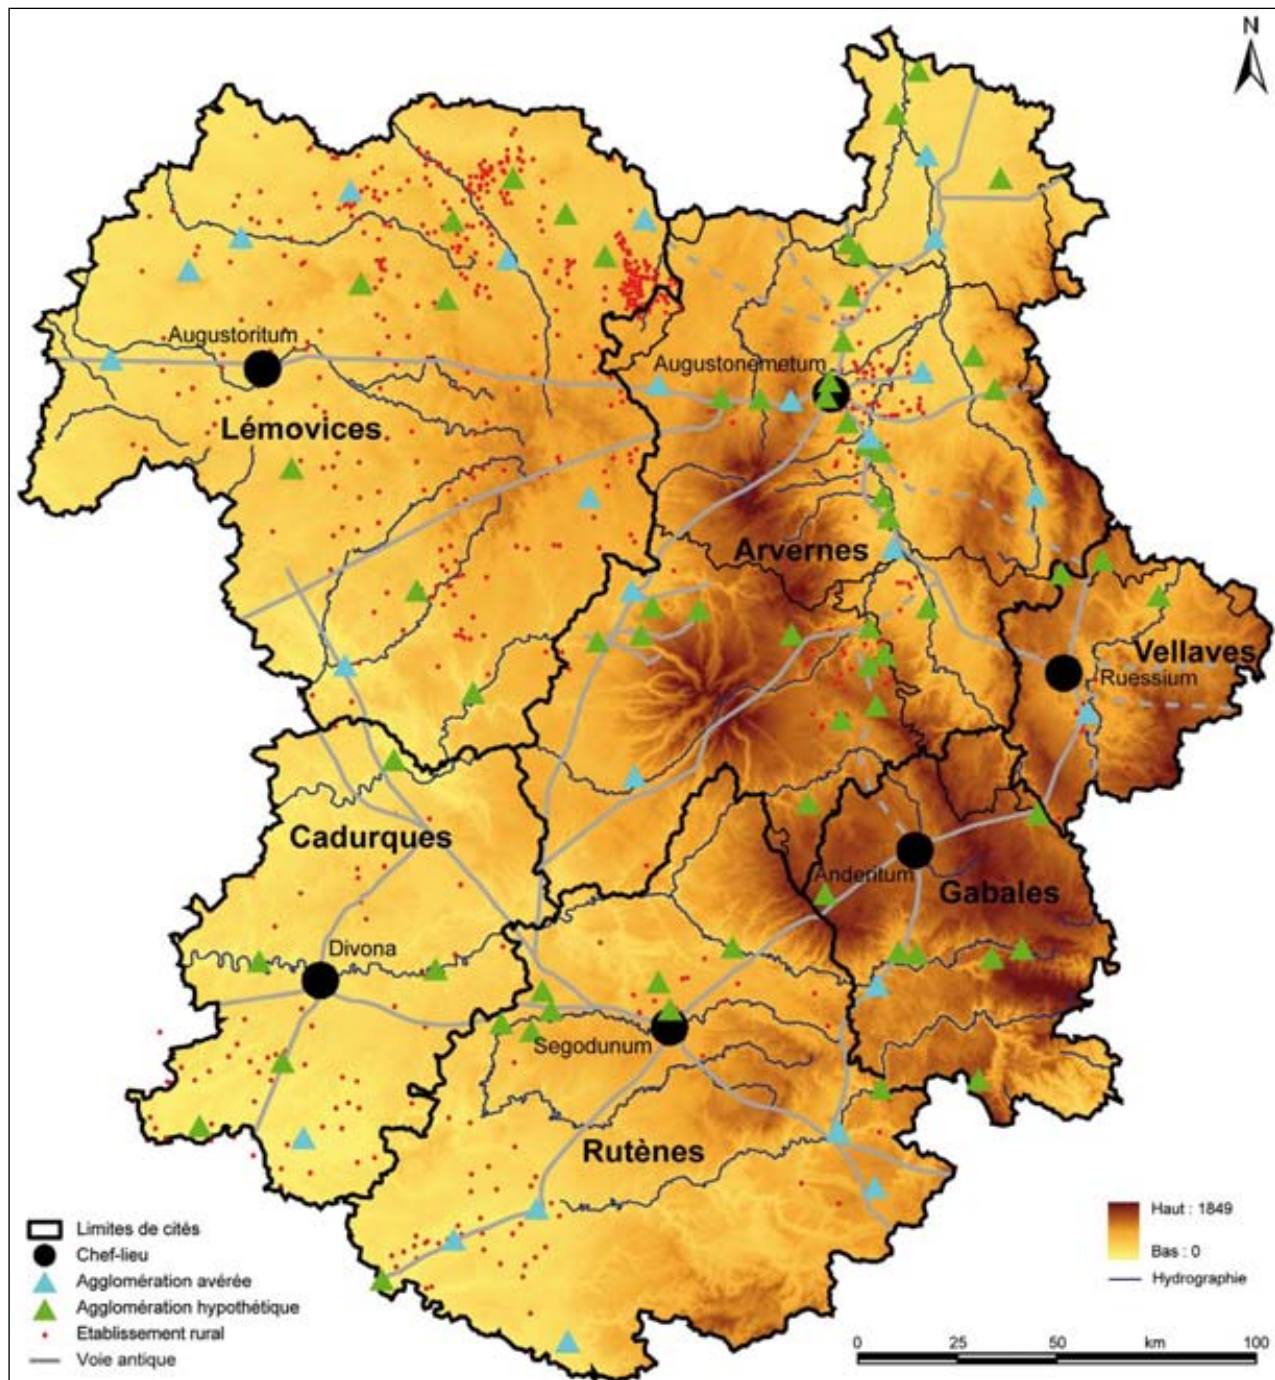 N
Augustoritum
Lémovices
Augustonemetum
Arvernes
Vellaves
Ruessium
Cadurques
Anderitum
Gabales
Divona
Segodunum
Rutènes
Limites de cités
Chef-lieu
Agglomération avérée
Agglomération hypothétique
Etablissement rural
Voie antique
Haut : 1849
Bas : 0
Hydrographie
0 25 50 km 100